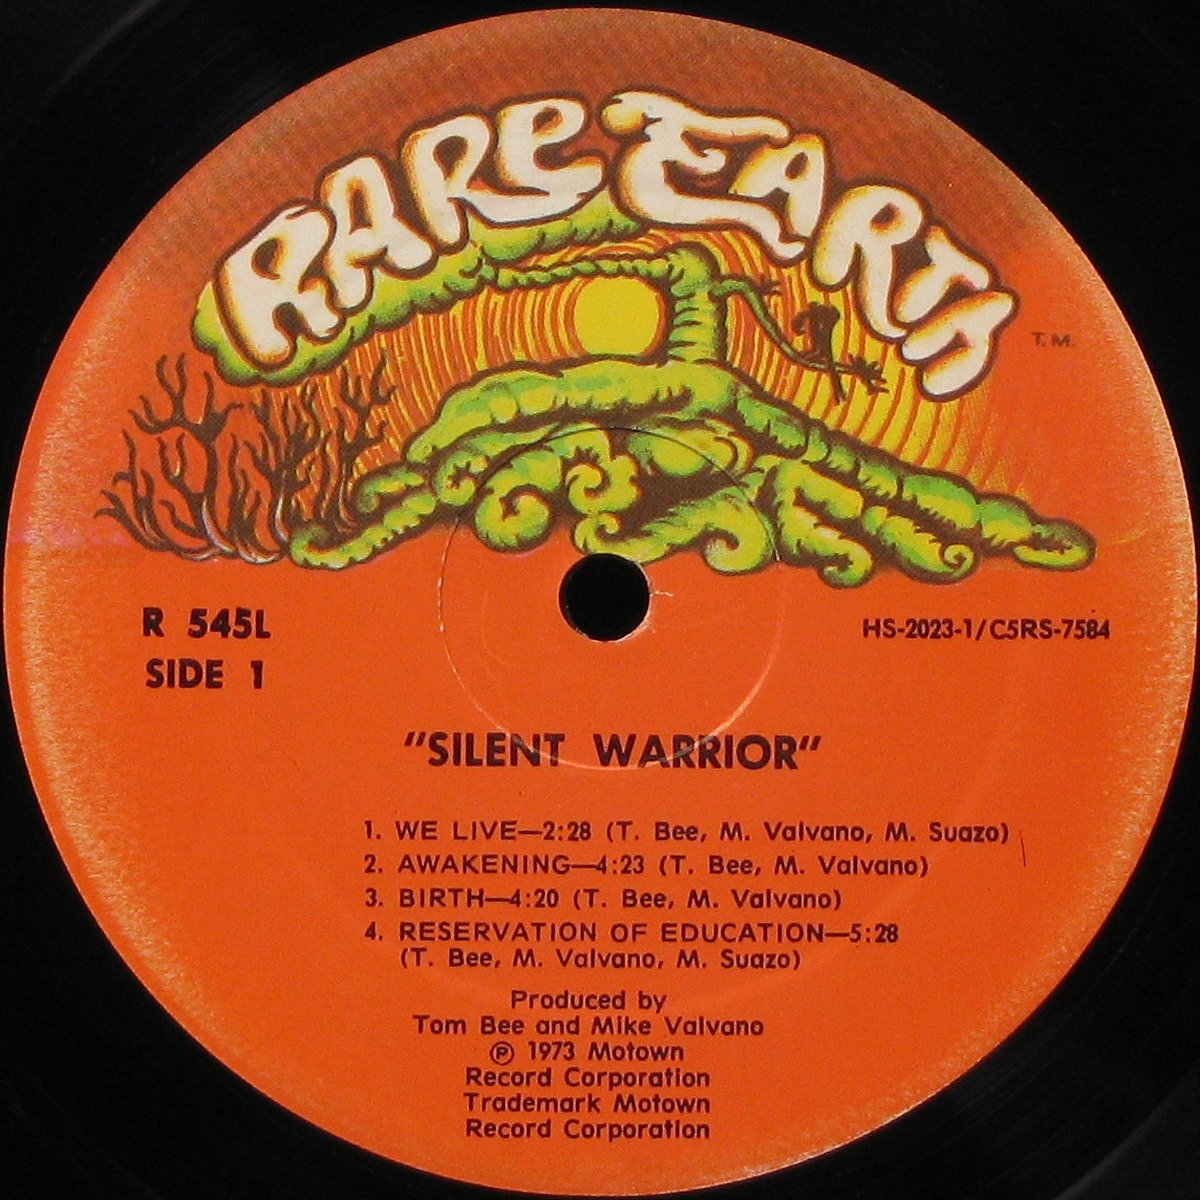 RARE EARTH
T.M.
R 545L
SIDE 1
HS-2023-1/C5RS-7584
"SILENT WARRIOR"
1. WE LIVE—2:28 (T. Bee, M. Valvano, M. Suazo)
2. AWAKENING—4:23 (T. Bee, M. Valvano)
3. BIRTH—4:20 (T. Bee, M. Valvano)
4. RESERVATION OF EDUCATION—5:28
(T. Bee, M. Valvano, M. Suazo)
Produced by
Tom Bee and Mike Valvano
℗ 1973 Motown
Record Corporation
Trademark Motown
Record Corporation